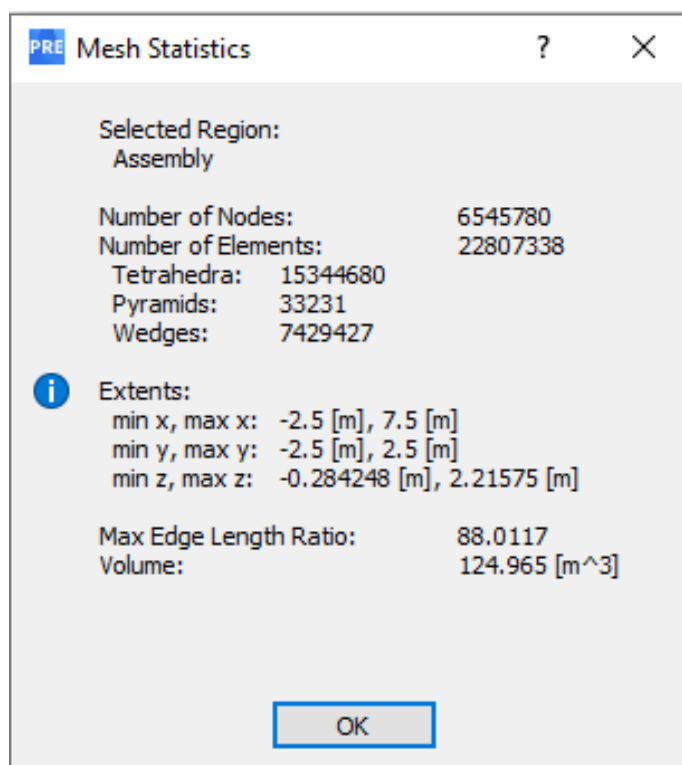 PRE Mesh Statistics ? ×
Selected Region:
Assembly
Number of Nodes: 6545780
Number of Elements: 22807338
Tetrahedra: 15344680
Pyramids: 33231
Wedges: 7429427
Extents:
min x, max x: -2.5 [m], 7.5 [m]
min y, max y: -2.5 [m], 2.5 [m]
min z, max z: -0.284248 [m], 2.21575 [m]
Max Edge Length Ratio: 88.0117
Volume: 124.965 [m^3]
OK